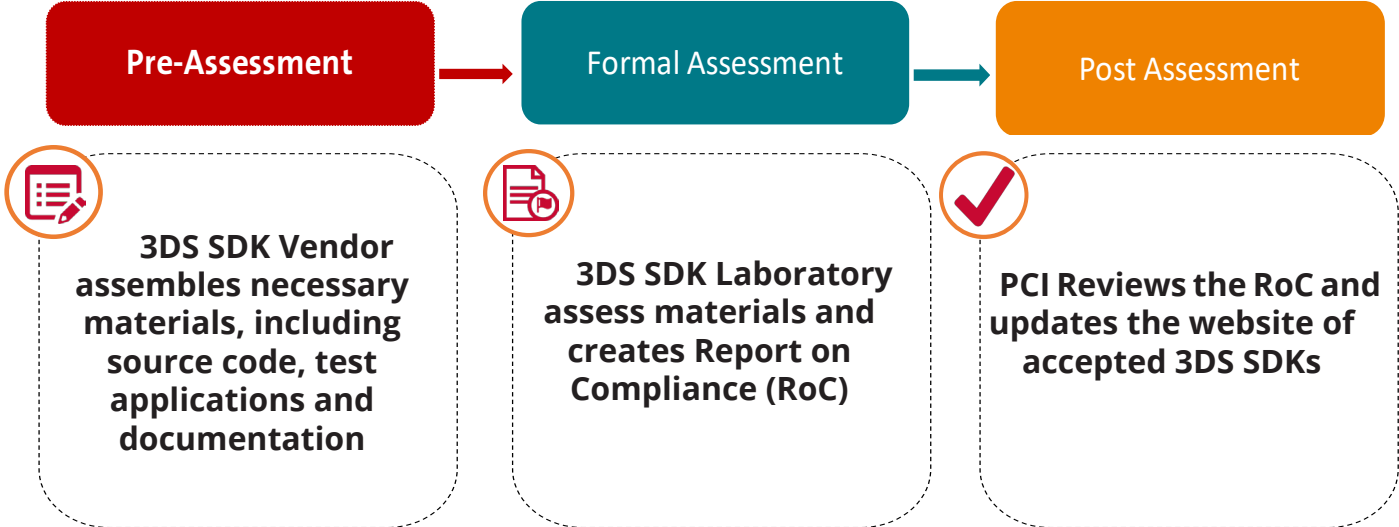 Pre-Assessment
Formal Assessment
Post Assessment
3DS SDK Vendor
assembles necessary
materials, including
source code, test
applications and
documentation
3DS SDK Laboratory
assess materials and
creates Report on
Compliance (RoC)
PCI Reviews the RoC and
updates the website of
accepted 3DS SDKs